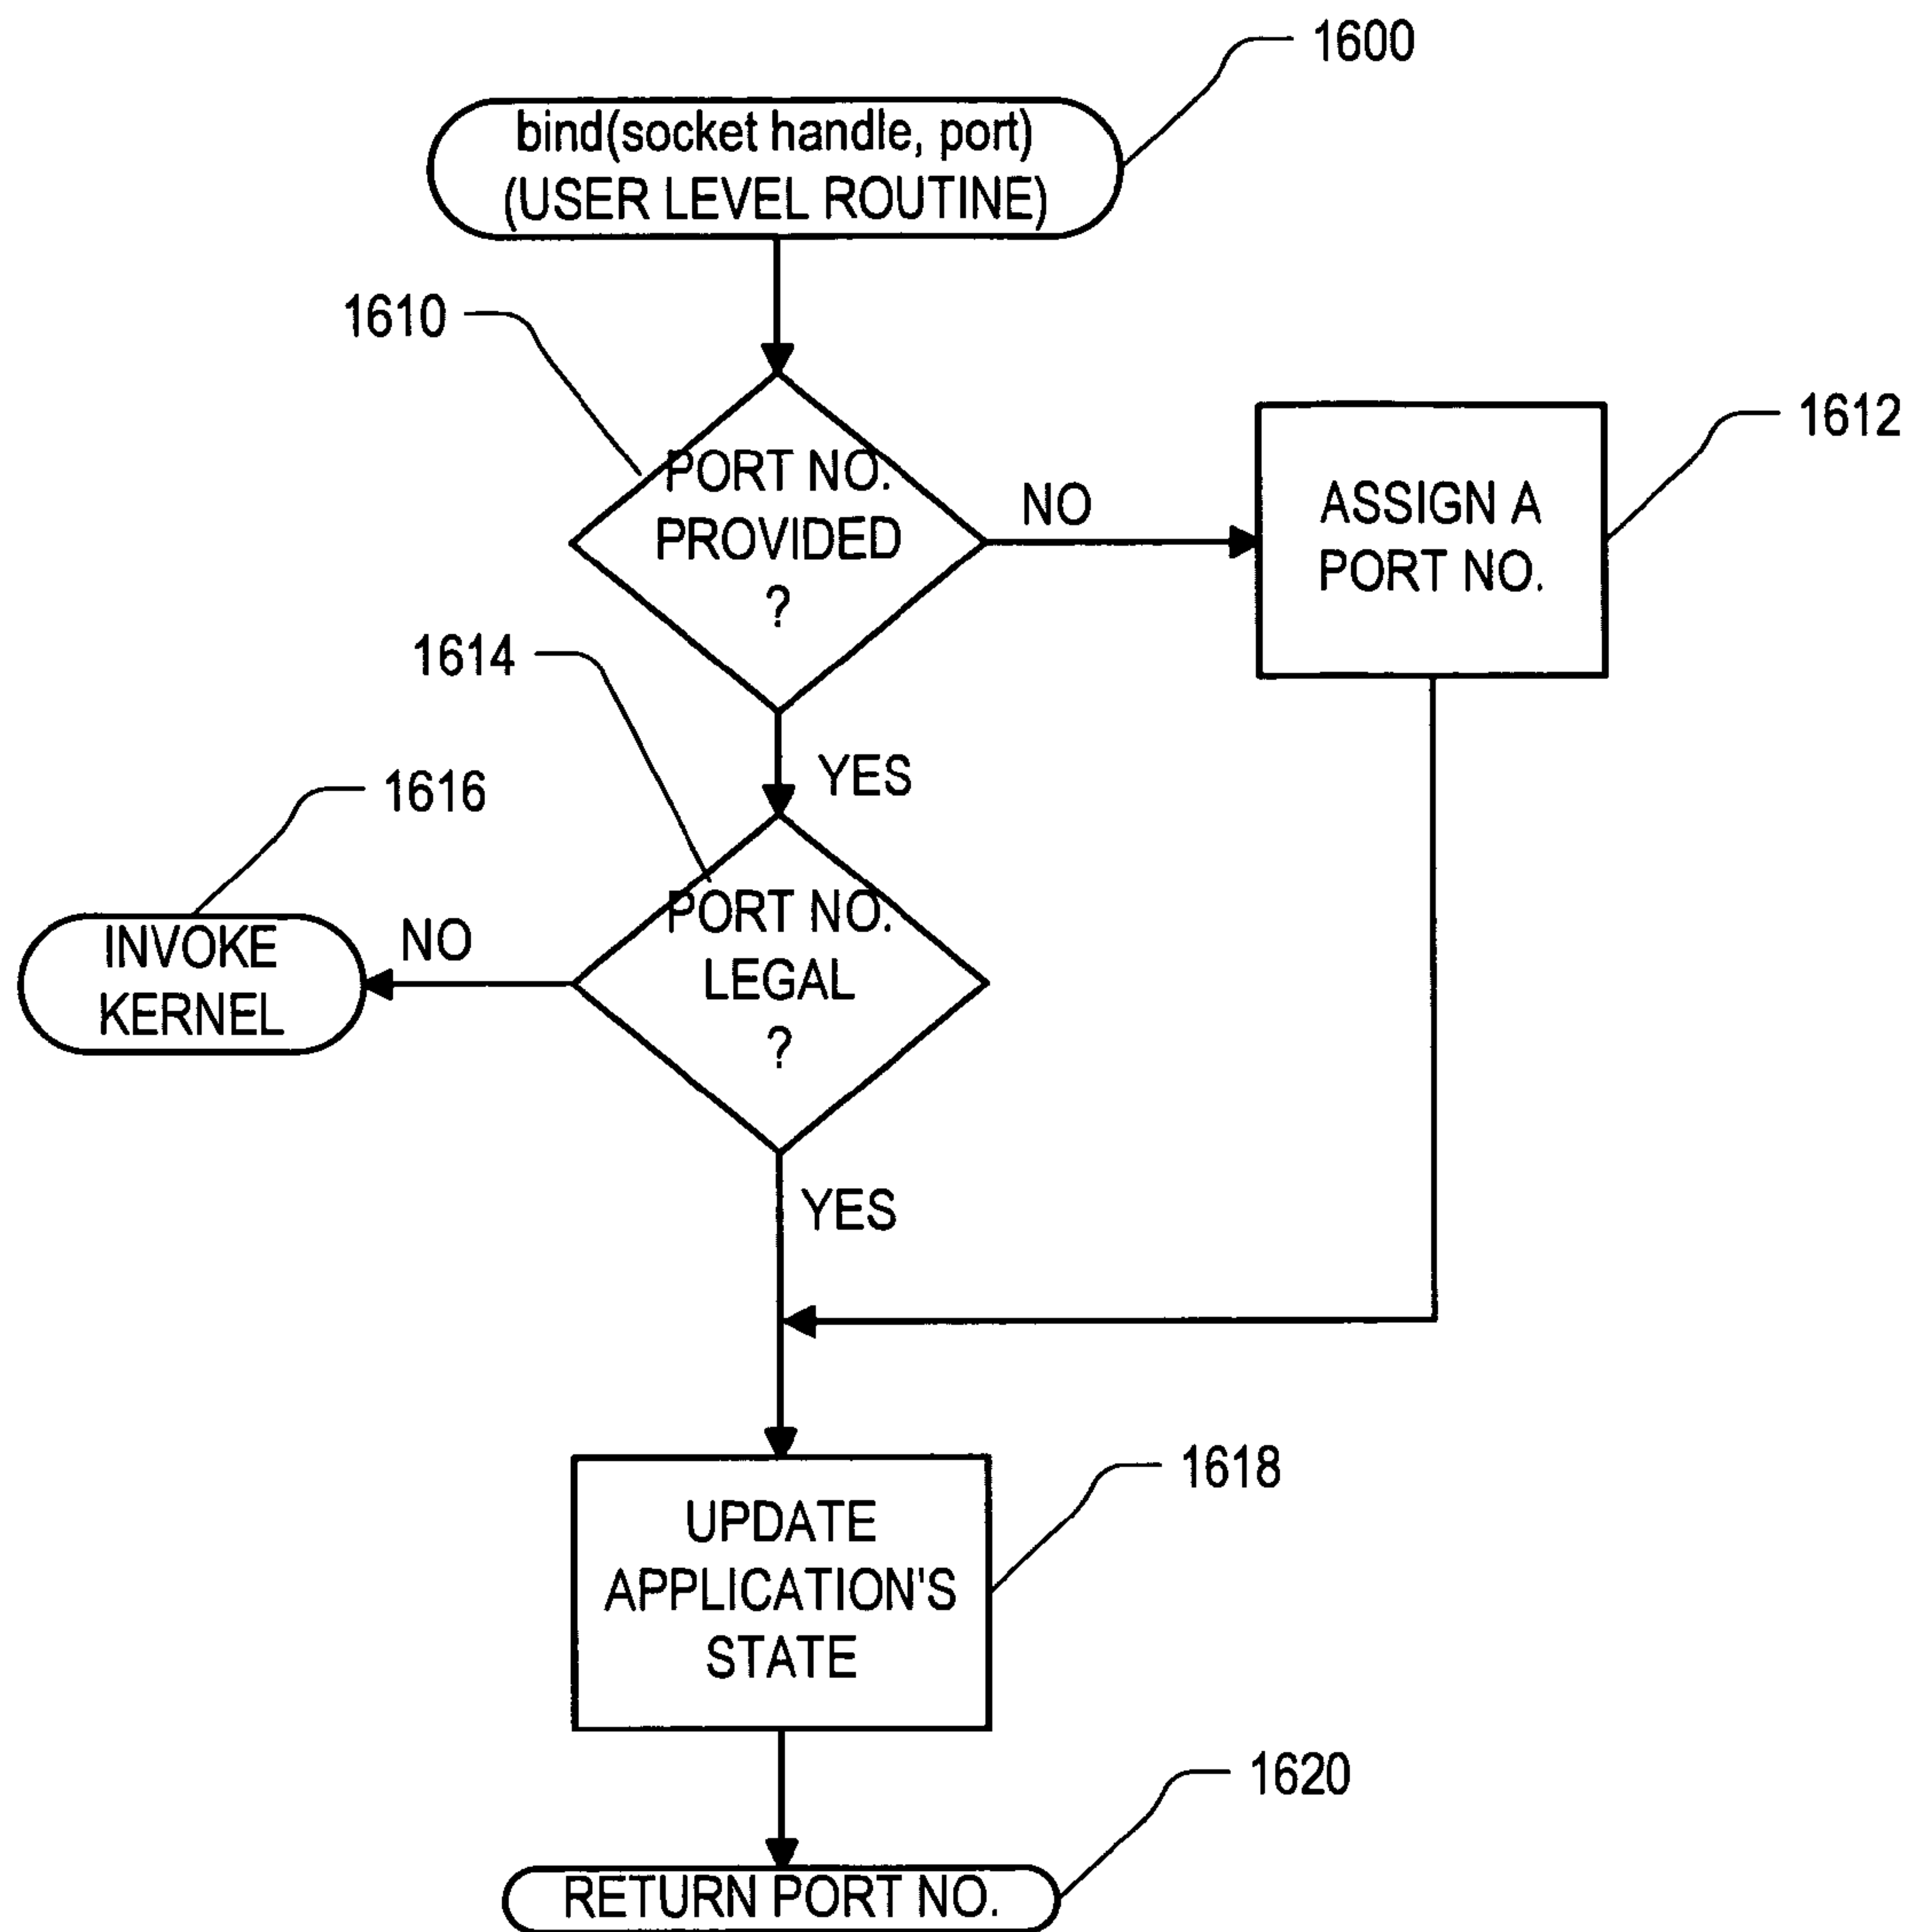 1600
bind(socket handle, port)
(USER LEVEL ROUTINE)
1610
PORT NO.
PROVIDED
?
NO
1612
ASSIGN A
PORT NO.
1614
YES
1616
PORT NO.
LEGAL
?
NO
INVOKE
KERNEL
YES
1618
UPDATE
APPLICATION'S
STATE
1620
RETURN PORT NO.